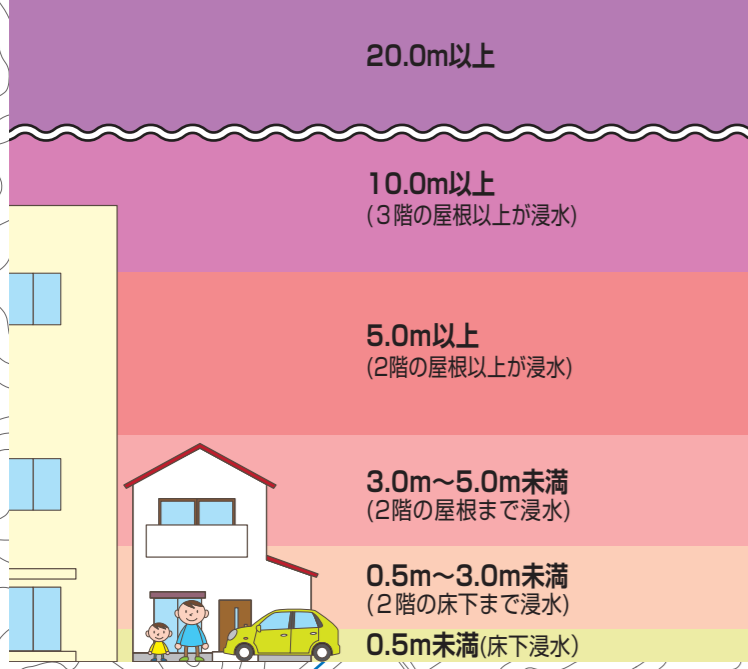 20.0m以上
10.0m以上
(３階の屋根以上が浸水)
5.0m以上
(2階の屋根以上が浸水)
3.0m〜5.0m未満
(2階の屋根まで浸水)
0.5m〜3.0m未満
(２階の床下まで浸水)
0.5m未満(床下浸水)